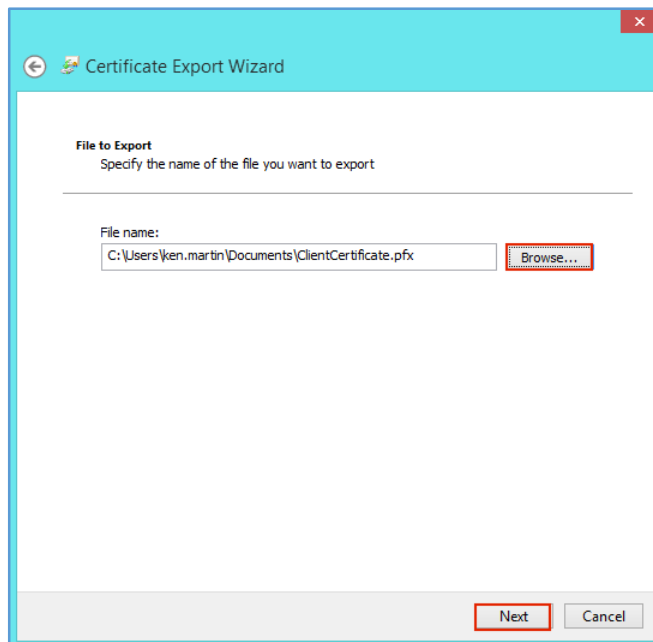 Certificate Export Wizard
File to Export
Specify the name of the file you want to export
File name:
C:\Users\ken.martin\Documents\ClientCertificate.pfx
Browse...
Next
Cancel